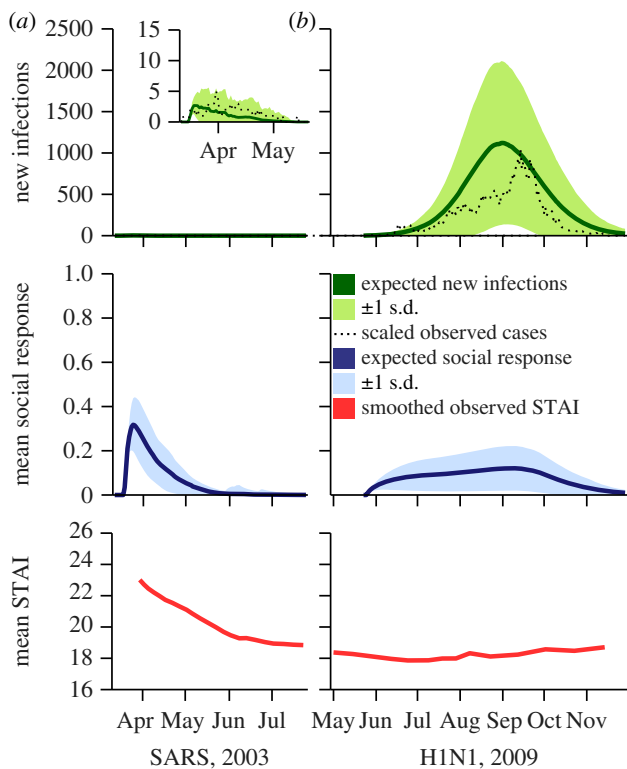 (a)
(b)
new infections
2500
2000
1500
1000
500
0
15
10
5
0
Apr May
mean social response
1.0
0.8
0.6
0.4
0.2
0
expected new infections
±1 s.d.
scaled observed cases
expected social response
±1 s.d.
smoothed observed STAI
mean STAI
26
24
22
20
18
16
Apr May Jun Jul
May Jun Jul Aug Sep Oct Nov
SARS, 2003
H1N1, 2009